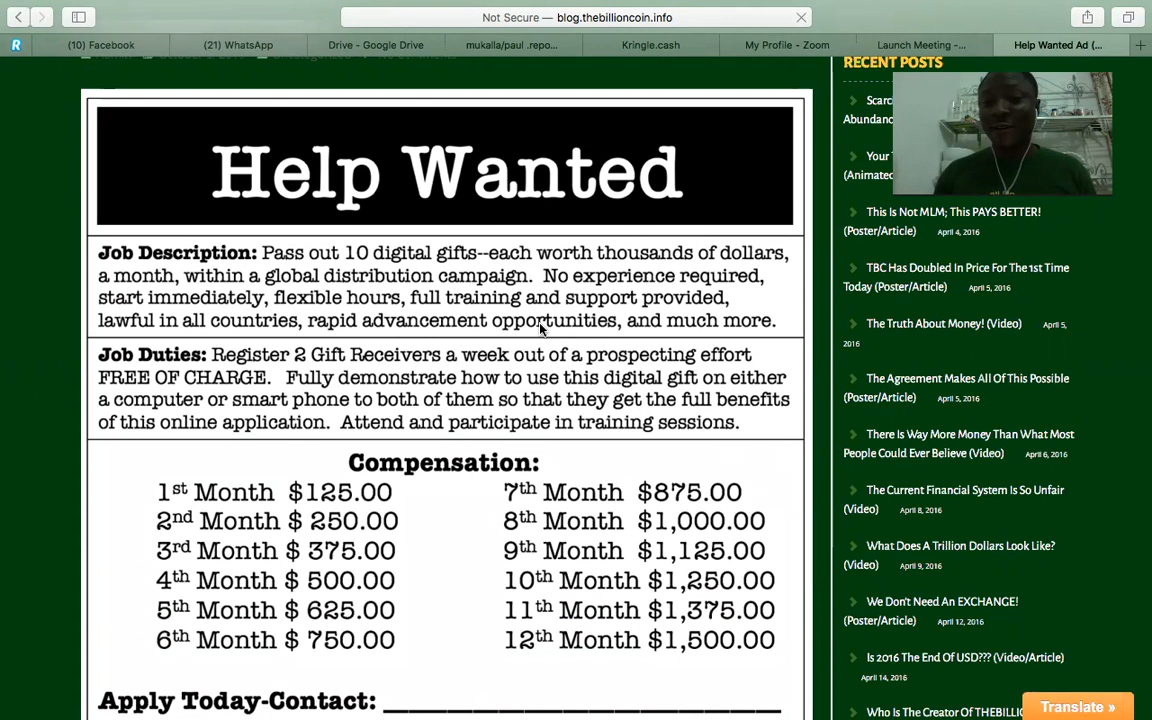 Not Secure — blog.thebillioncoin.info
(10) Facebook
(21) WhatsApp
Drive - Google Drive
mukalla/paul .repo...
Kringle.cash
My Profile - Zoom
Launch Meeting -...
Help Wanted Ad (...
Help Wanted
Job Description: Pass out 10 digital gifts--each worth thousands of dollars,
a month, within a global distribution campaign. No experience required,
start immediately, flexible hours, full training and support provided,
lawful in all countries, rapid advancement opportunities, and much more.
Job Duties: Register 2 Gift Receivers a week out of a prospecting effort
FREE OF CHARGE. Fully demonstrate how to use this digital gift on either
a computer or smart phone to both of them so that they get the full benefits
of this online application. Attend and participate in training sessions.
Compensation:
1st Month $125.00
2nd Month $ 250.00
3rd Month $ 375.00
4th Month $ 500.00
5th Month $ 625.00
6th Month $ 750.00
7th Month $875.00
8th Month $1,000.00
9th Month $1,125.00
10th Month $1,250.00
11th Month $1,375.00
12th Month $1,500.00
Apply Today-Contact:
RECENT POSTS
This Is Not MLM; This PAYS BETTER!
(Poster/Article) April 4, 2016
TBC Has Doubled In Price For The 1st Time
Today (Poster/Article) April 5, 2016
The Truth About Money! (Video) April 5,
2016
The Agreement Makes All Of This Possible
(Poster/Article) April 5, 2016
There Is Way More Money Than What Most
People Could Ever Believe (Video) April 6, 2016
The Current Financial System Is So Unfair
(Video) April 8, 2016
What Does A Trillion Dollars Look Like?
(Video) April 9, 2016
We Don't Need An EXCHANGE!
(Poster/Article) April 12, 2016
Is 2016 The End Of USD??? (Video/Article)
April 14, 2016
Who Is The Creator Of
Translate »